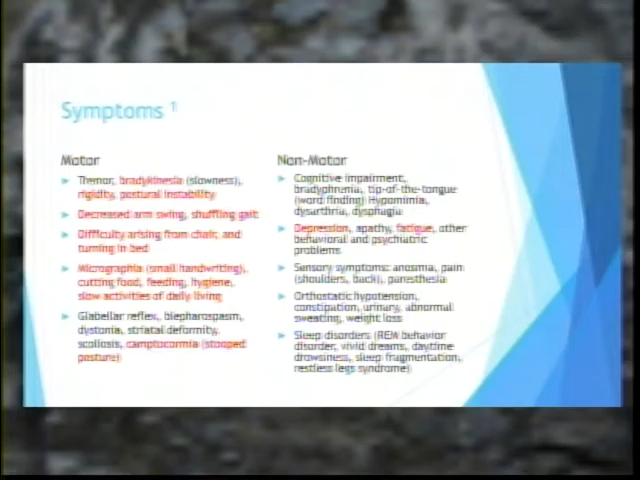 Symptoms ¹
Motor
Tremor, bradykinesia (slowness),
rigidity, postural instability
Decreased arm swing, shuffling gait
Difficulty arising from chair, and
turning in bed
Micrographia (small handwriting),
cutting food, feeding, hygiene,
slow activities of daily living
Glabellar reflex, blepharospasm,
dystonia, striatal deformity,
scoliosis, camptocormia (stooped
posture)
Non-Motor
Cognitive impairment,
bradyphrenia, tip-of-the-tongue
(word finding) Hypomimia,
dysarthria, dysphagia
Depression, apathy, fatigue, other
behavioral and psychiatric
problems
Sensory symptoms: anosmia, pain
(shoulders, back), paresthesia
Orthostatic hypotension,
constipation, urinary, abnormal
sweating, weight loss
Sleep disorders (REM behavior
disorder, vivid dreams, daytime
drowsiness, sleep fragmentation,
restless legs syndrome)